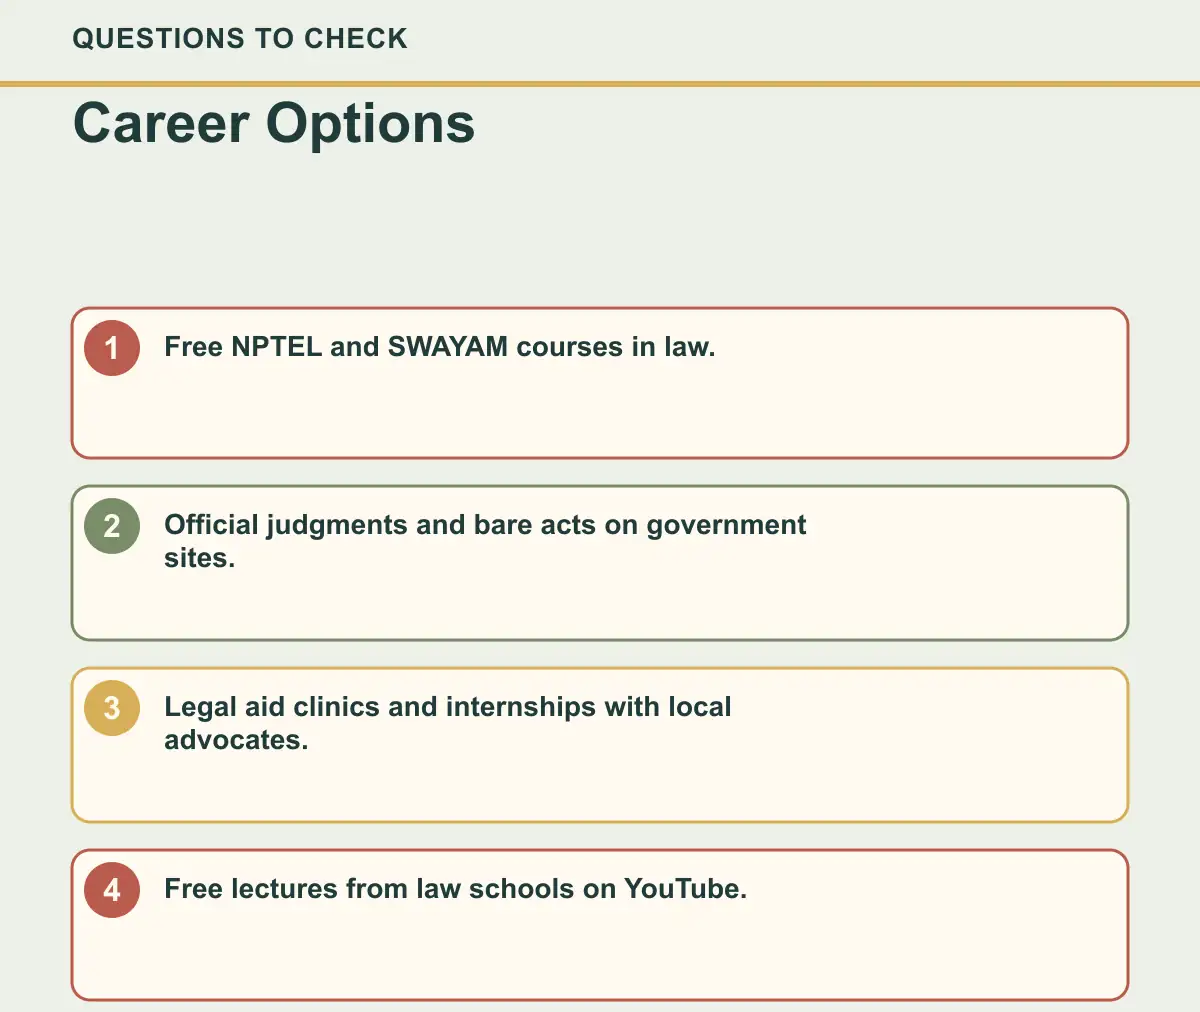 QUESTIONS TO CHECK
Career Options
1
Free NPTEL and SWAYAM courses in law.
2
Official judgments and bare acts on government
sites.
3
Legal aid clinics and internships with local
advocates.
4
Free lectures from law schools on YouTube.